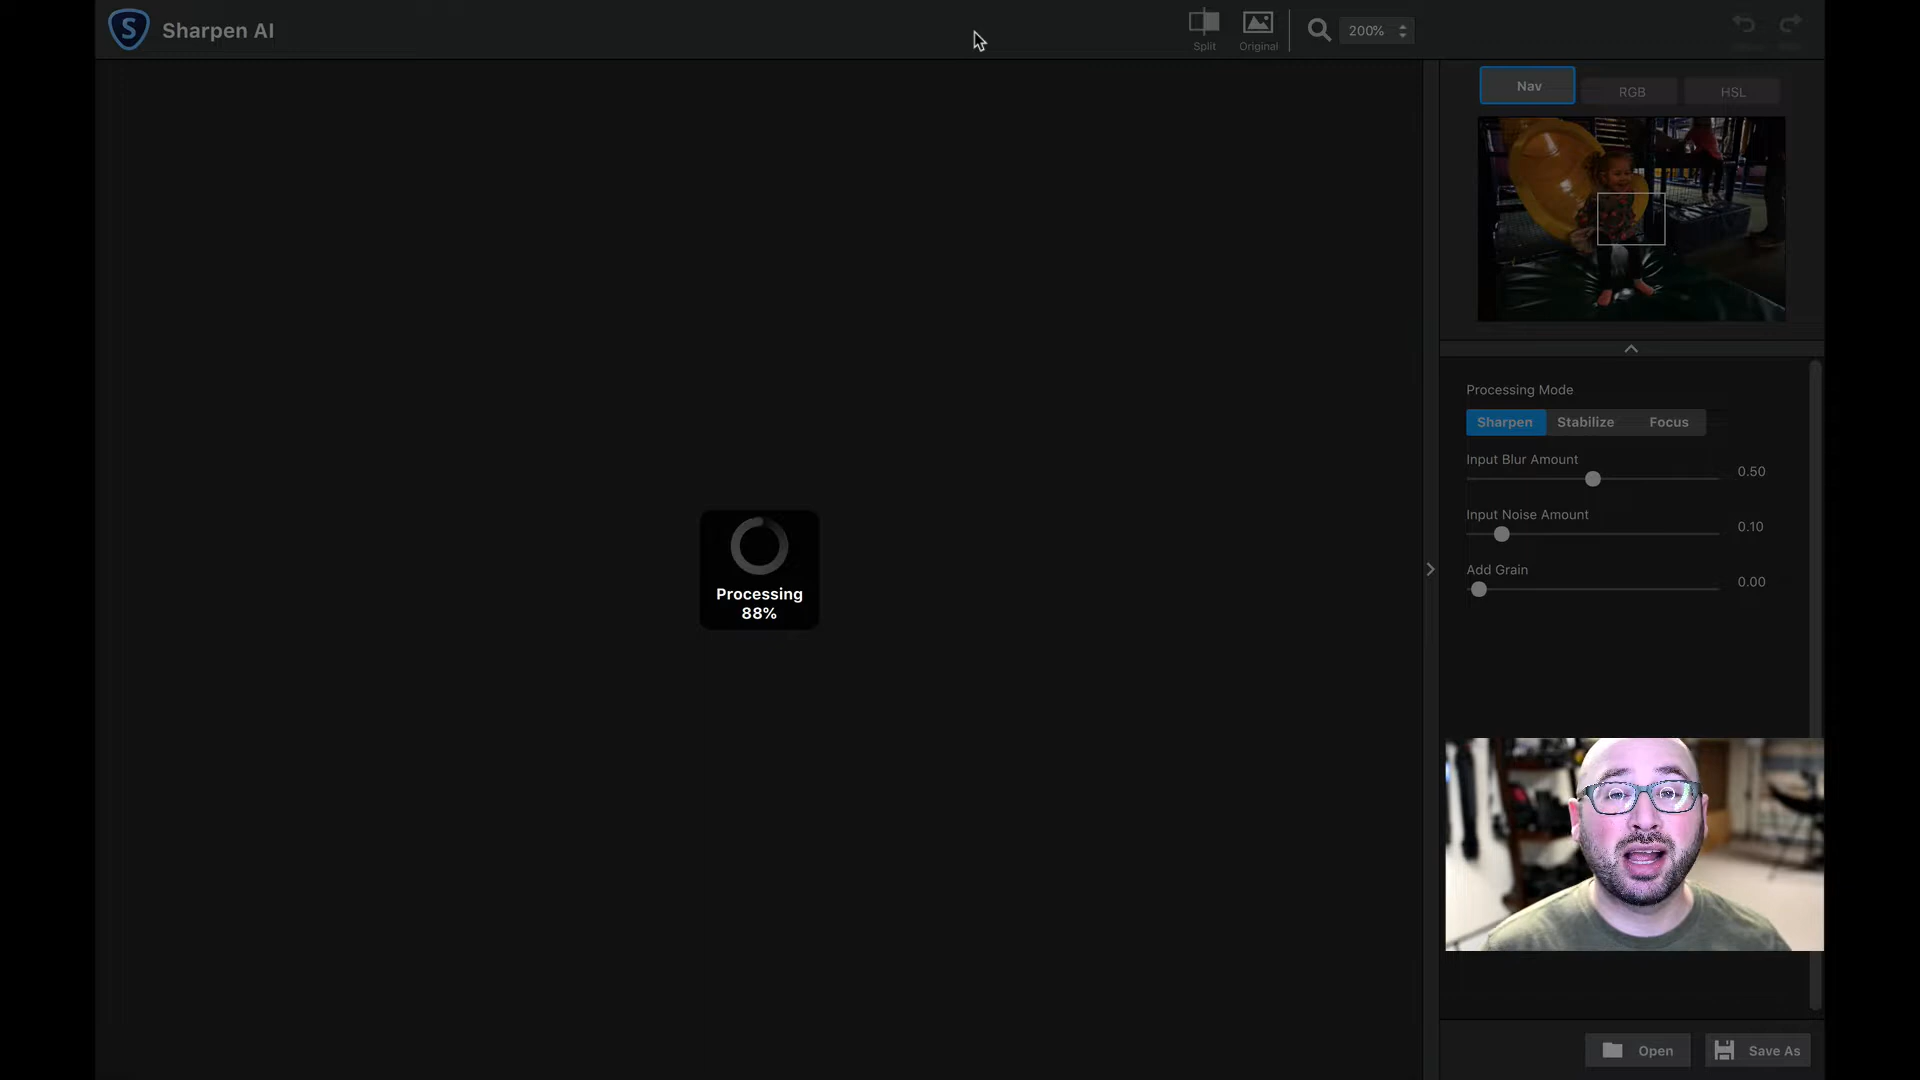 S Sharpen AI
Split
Original
200%
Nav
RGB
HSL
Processing Mode
Sharpen Stabilize Focus
Input Blur Amount
0.50
Input Noise Amount
0.10
Add Grain
0.00
Processing
88%
Open
Save As